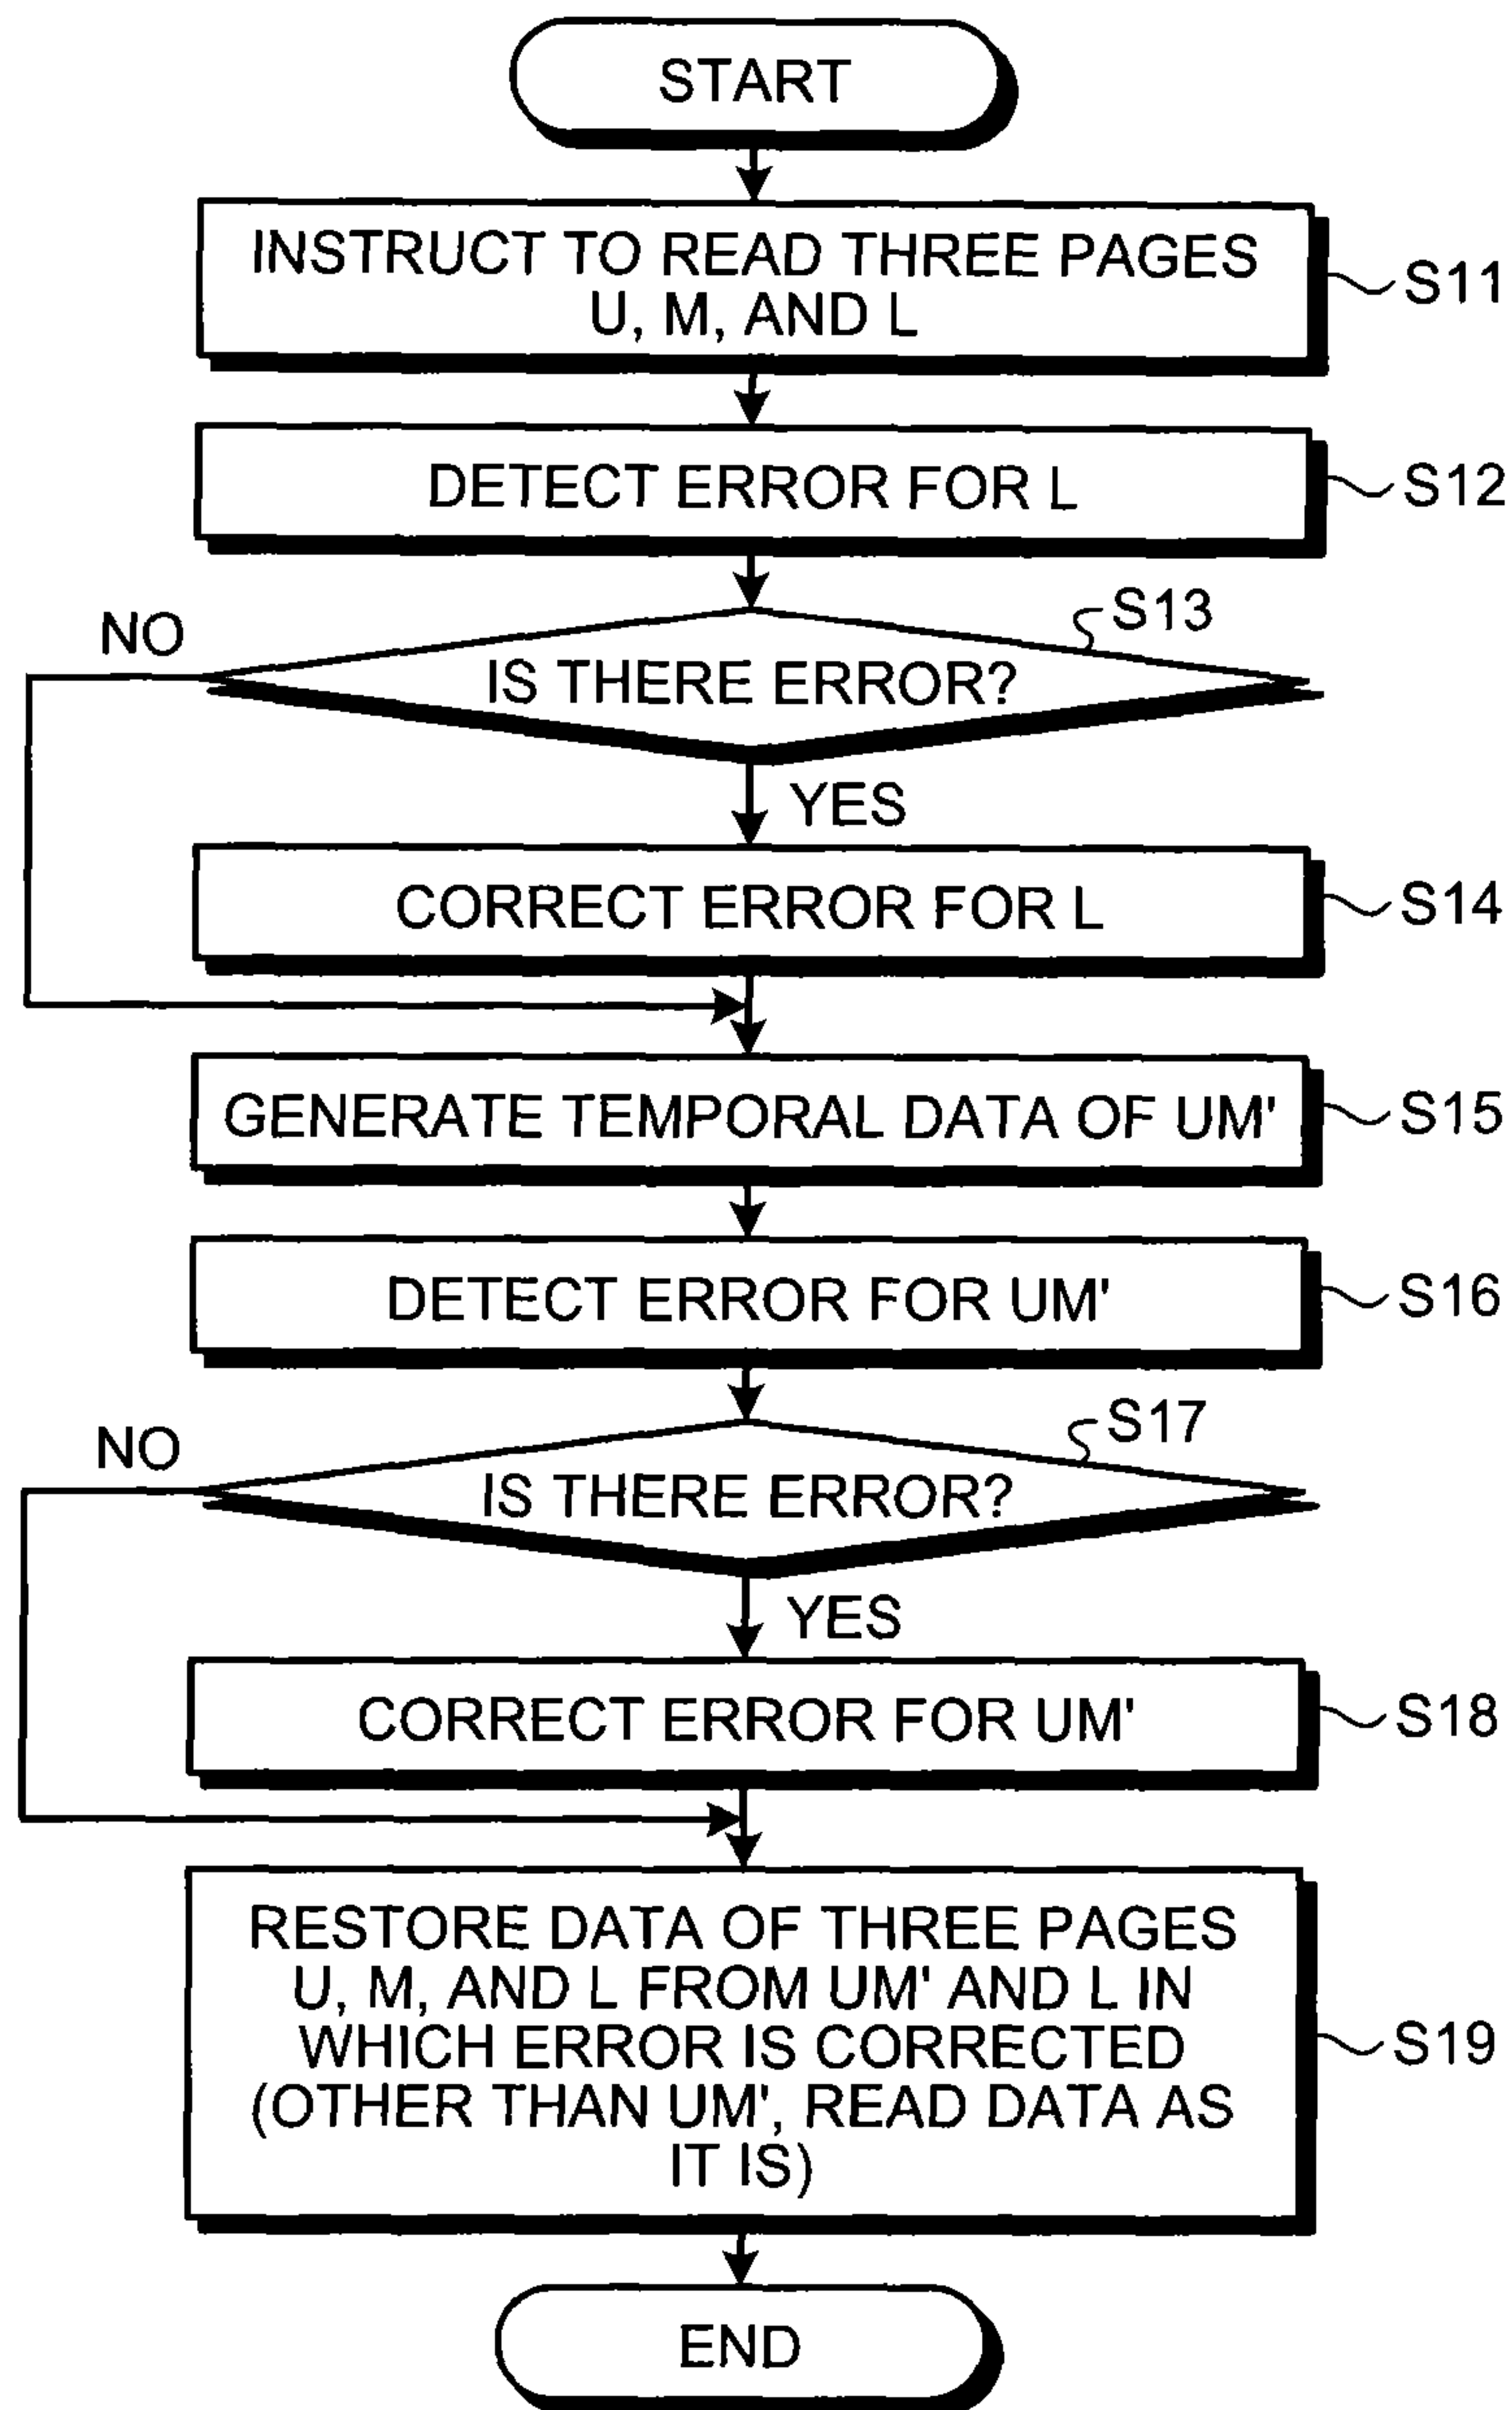 START
INSTRUCT TO READ THREE PAGES
U, M, AND L
S11
DETECT ERROR FOR L
S12
S13
NO
IS THERE ERROR?
YES
CORRECT ERROR FOR L
S14
GENERATE TEMPORAL DATA OF UM'
S15
DETECT ERROR FOR UM'
S16
S17
NO
IS THERE ERROR?
YES
CORRECT ERROR FOR UM'
S18
RESTORE DATA OF THREE PAGES
U, M, AND L FROM UM' AND L IN
WHICH ERROR IS CORRECTED
(OTHER THAN UM', READ DATA AS
IT IS)
S19
END